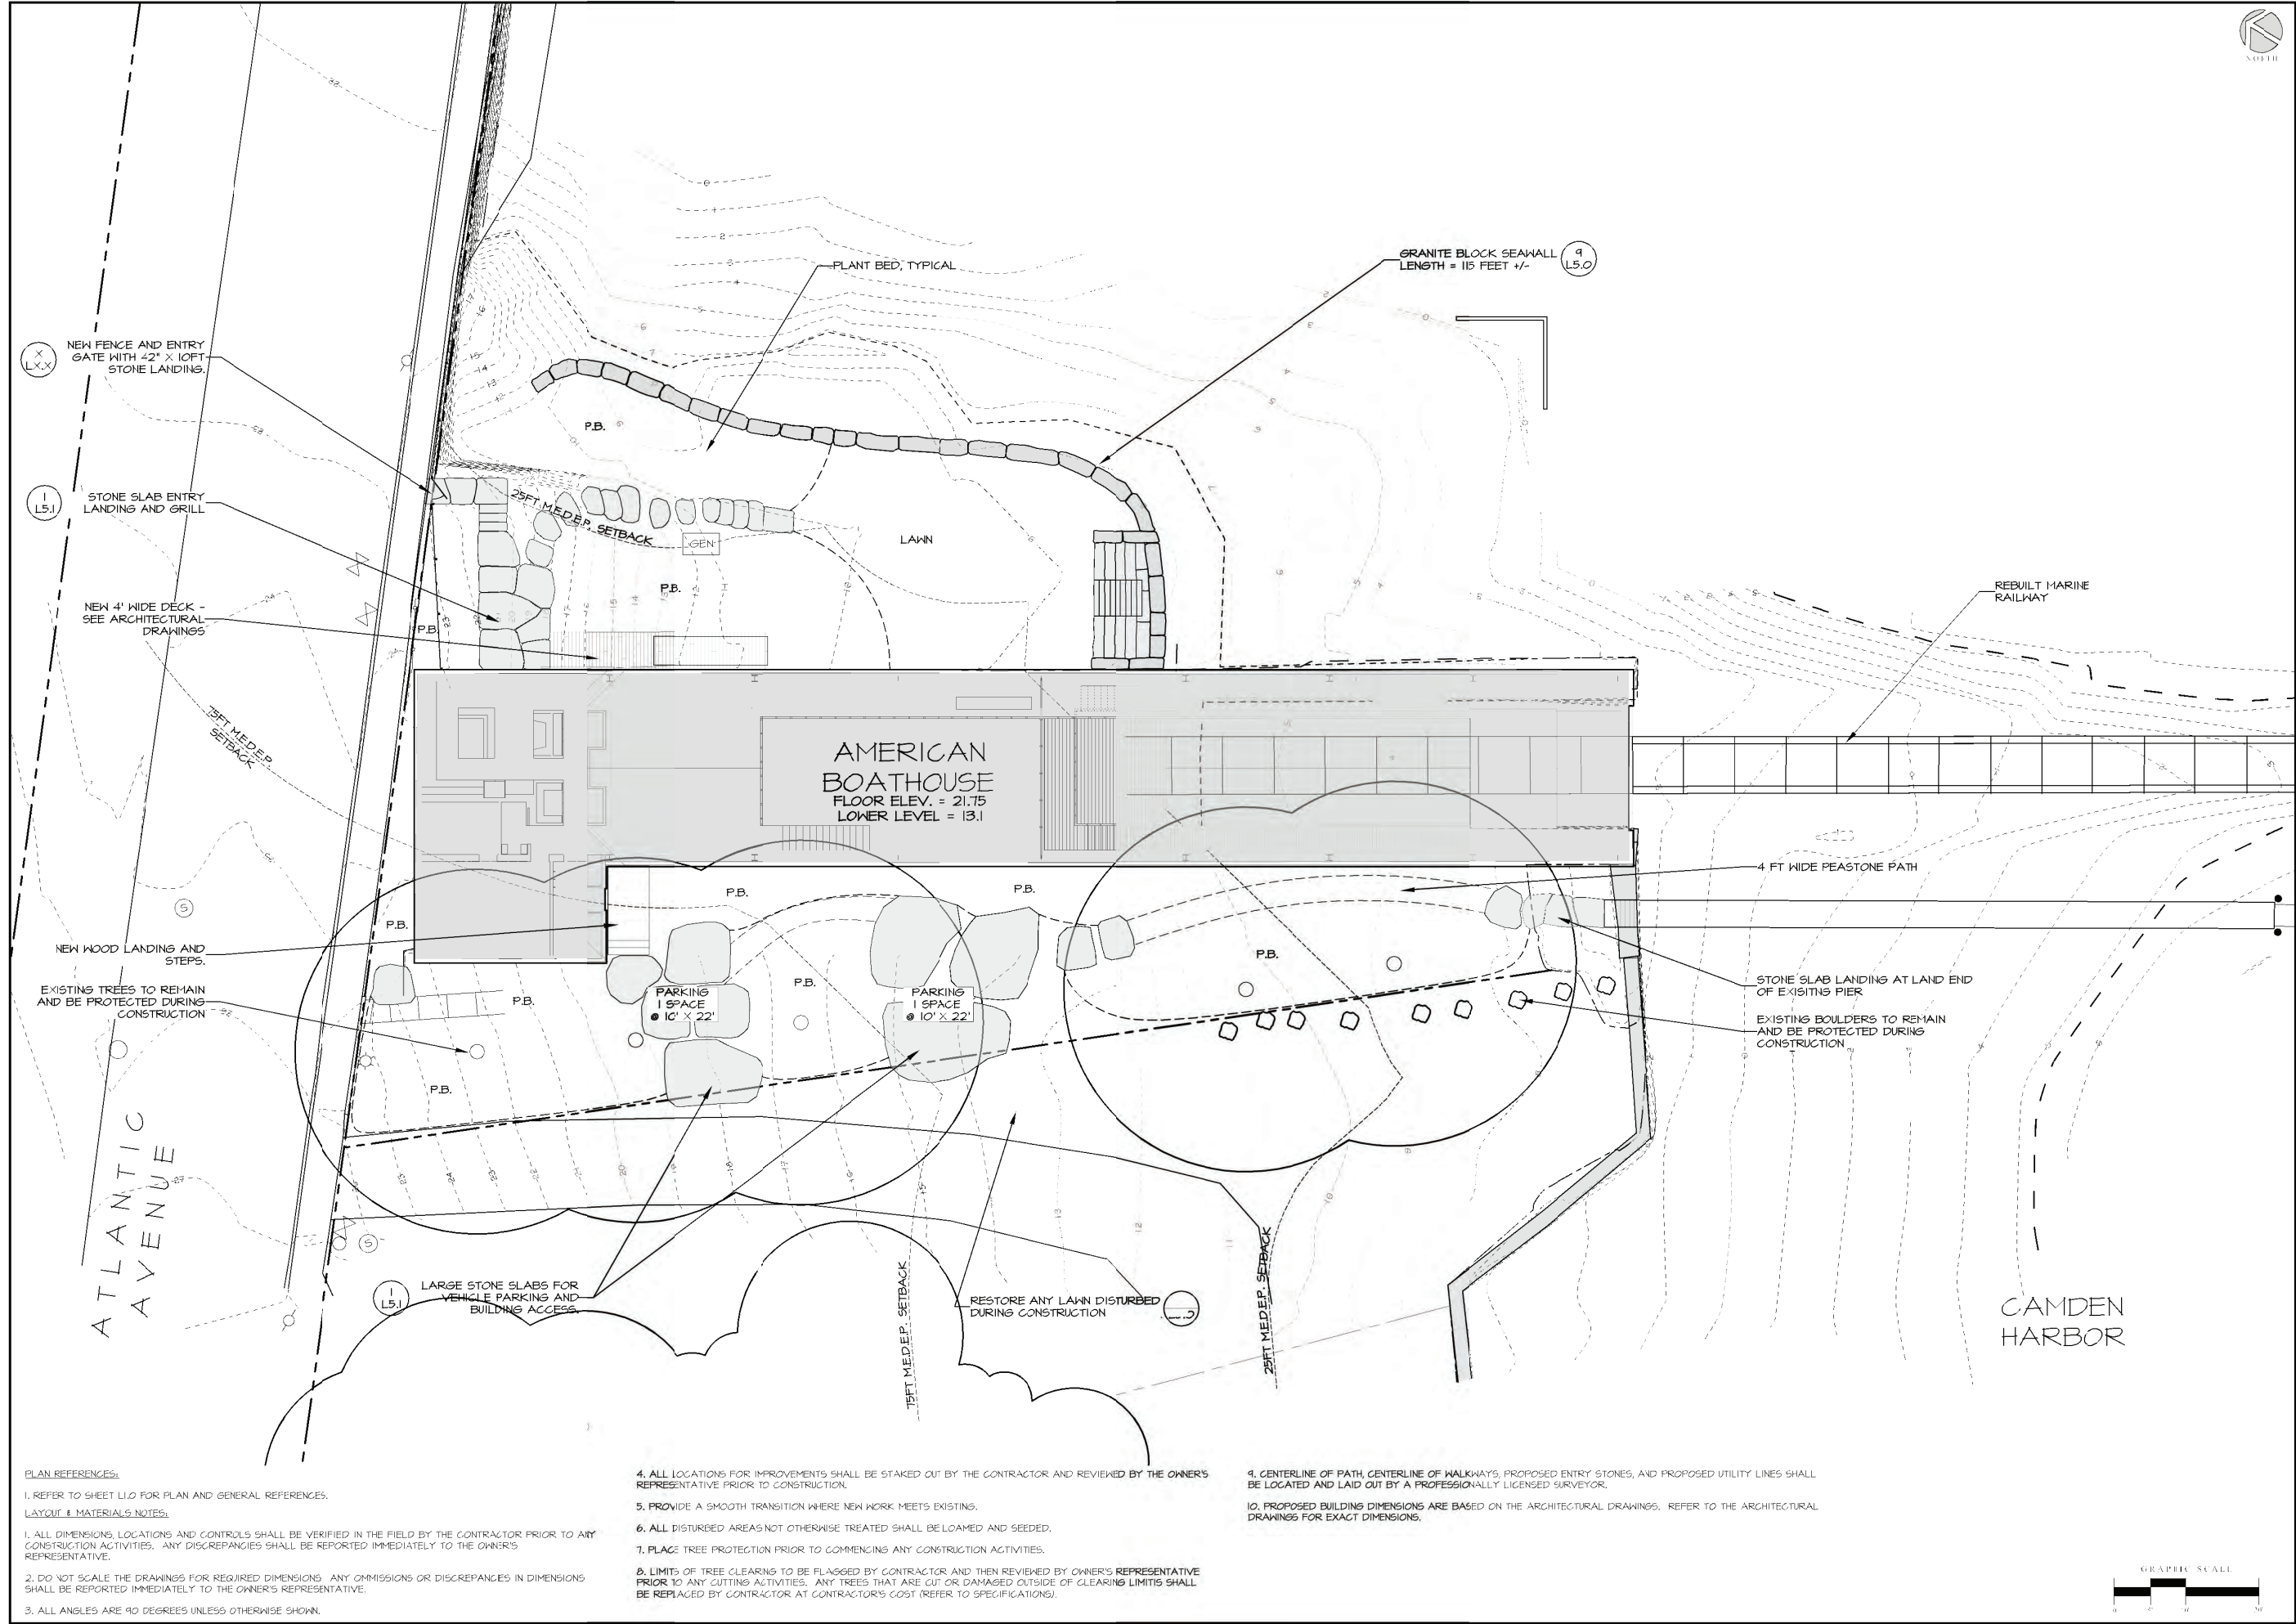 NORTH
PLANT BED, TYPICAL
GRANITE BLOCK SEAWALL
LENGTH = 115 FEET +/-
9
L5.0
X
LX.X
NEW FENCE AND ENTRY
GATE WITH 42" X 10FT
STONE LANDING.
P.B.
1
L5.1
STONE SLAB ENTRY
LANDING AND GRILL
25FT M.E.D.E.P. SETBACK
GEN
LAWN
P.B.
NEW 4' WIDE DECK -
SEE ARCHITECTURAL
DRAWINGS
P.B.
REBUILT MARINE
RAILWAY
75FT M.E.D.E.P.
SETBACK
AMERICAN
BOATHOUSE
FLOOR ELEV. = 21.75
LOWER LEVEL = 13.1
4 FT WIDE PEASTONE PATH
P.B.
P.B.
P.B.
NEW WOOD LANDING AND
STEPS.
P.B.
STONE SLAB LANDING AT LAND END
OF EXISITNG PIER
EXISTING TREES TO REMAIN
AND BE PROTECTED DURING
CONSTRUCTION
P.B.
PARKING
1 SPACE
@ 10' X 22'
P.B.
PARKING
1 SPACE
@ 10' X 22'
EXISTING BOULDERS TO REMAIN
AND BE PROTECTED DURING
CONSTRUCTION
P.B.
S
S
ATLANTIC
AVENUE
1
L5.1
LARGE STONE SLABS FOR
VEHICLE PARKING AND
BUILDING ACCESS.
75FT M.E.D.E.P. SETBACK
RESTORE ANY LAWN DISTURBED
DURING CONSTRUCTION
25FT M.E.D.E.P. SETBACK
CAMDEN
HARBOR
PLAN REFERENCES:
1. REFER TO SHEET L1.0 FOR PLAN AND GENERAL REFERENCES.
LAYOUT & MATERIALS NOTES:
1. ALL DIMENSIONS, LOCATIONS AND CONTROLS SHALL BE VERIFIED IN THE FIELD BY THE CONTRACTOR PRIOR TO ANY
CONSTRUCTION ACTIVITIES. ANY DISCREPANCIES SHALL BE REPORTED IMMEDIATELY TO THE OWNER'S
REPRESENTATIVE.
2. DO NOT SCALE THE DRAWINGS FOR REQUIRED DIMENSIONS ANY OMMISSIONS OR DISCREPANCIES IN DIMENSIONS
SHALL BE REPORTED IMMEDIATELY TO THE OWNER'S REPRESENTATIVE.
3. ALL ANGLES ARE 90 DEGREES UNLESS OTHERWISE SHOWN.
4. ALL LOCATIONS FOR IMPROVEMENTS SHALL BE STAKED OUT BY THE CONTRACTOR AND REVIEWED BY THE OWNER'S
REPRESENTATIVE PRIOR TO CONSTRUCTION.
5. PROVIDE A SMOOTH TRANSITION WHERE NEW WORK MEETS EXISTING.
6. ALL DISTURBED AREAS NOT OTHERWISE TREATED SHALL BE LOAMED AND SEEDED.
7. PLACE TREE PROTECTION PRIOR TO COMMENCING ANY CONSTRUCTION ACTIVITIES.
8. LIMITS OF TREE CLEARING TO BE FLAGGED BY CONTRACTOR AND THEN REVIEWED BY OWNER'S REPRESENTATIVE
PRIOR TO ANY CUTTING ACTIVITIES. ANY TREES THAT ARE CUT OR DAMAGED OUTSIDE OF CLEARING LIMITIS SHALL
BE REPLACED BY CONTRACTOR AT CONTRACTOR'S COST (REFER TO SPECIFICATIONS).
9. CENTERLINE OF PATH, CENTERLINE OF WALKWAYS, PROPOSED ENTRY STONES, AND PROPOSED UTILITY LINES SHALL
BE LOCATED AND LAID OUT BY A PROFESSIONALLY LICENSED SURVEYOR.
10. PROPOSED BUILDING DIMENSIONS ARE BASED ON THE ARCHITECTURAL DRAWINGS. REFER TO THE ARCHITECTURAL
DRAWINGS FOR EXACT DIMENSIONS.
GRAPHIC SCALE